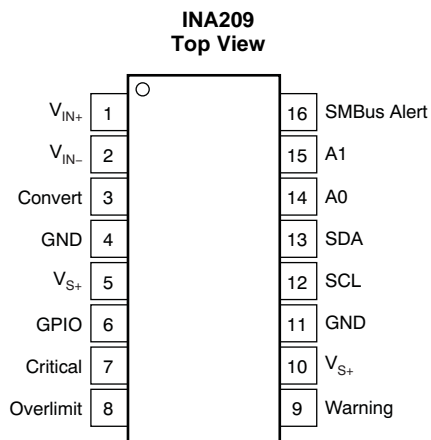 INA209
Top View
V_IN+ 1 16 SMBus Alert
V_IN– 2 15 A1
Convert 3 14 A0
GND 4 13 SDA
V_S+ 5 12 SCL
GPIO 6 11 GND
Critical 7 10 V_S+
Overlimit 8 9 Warning